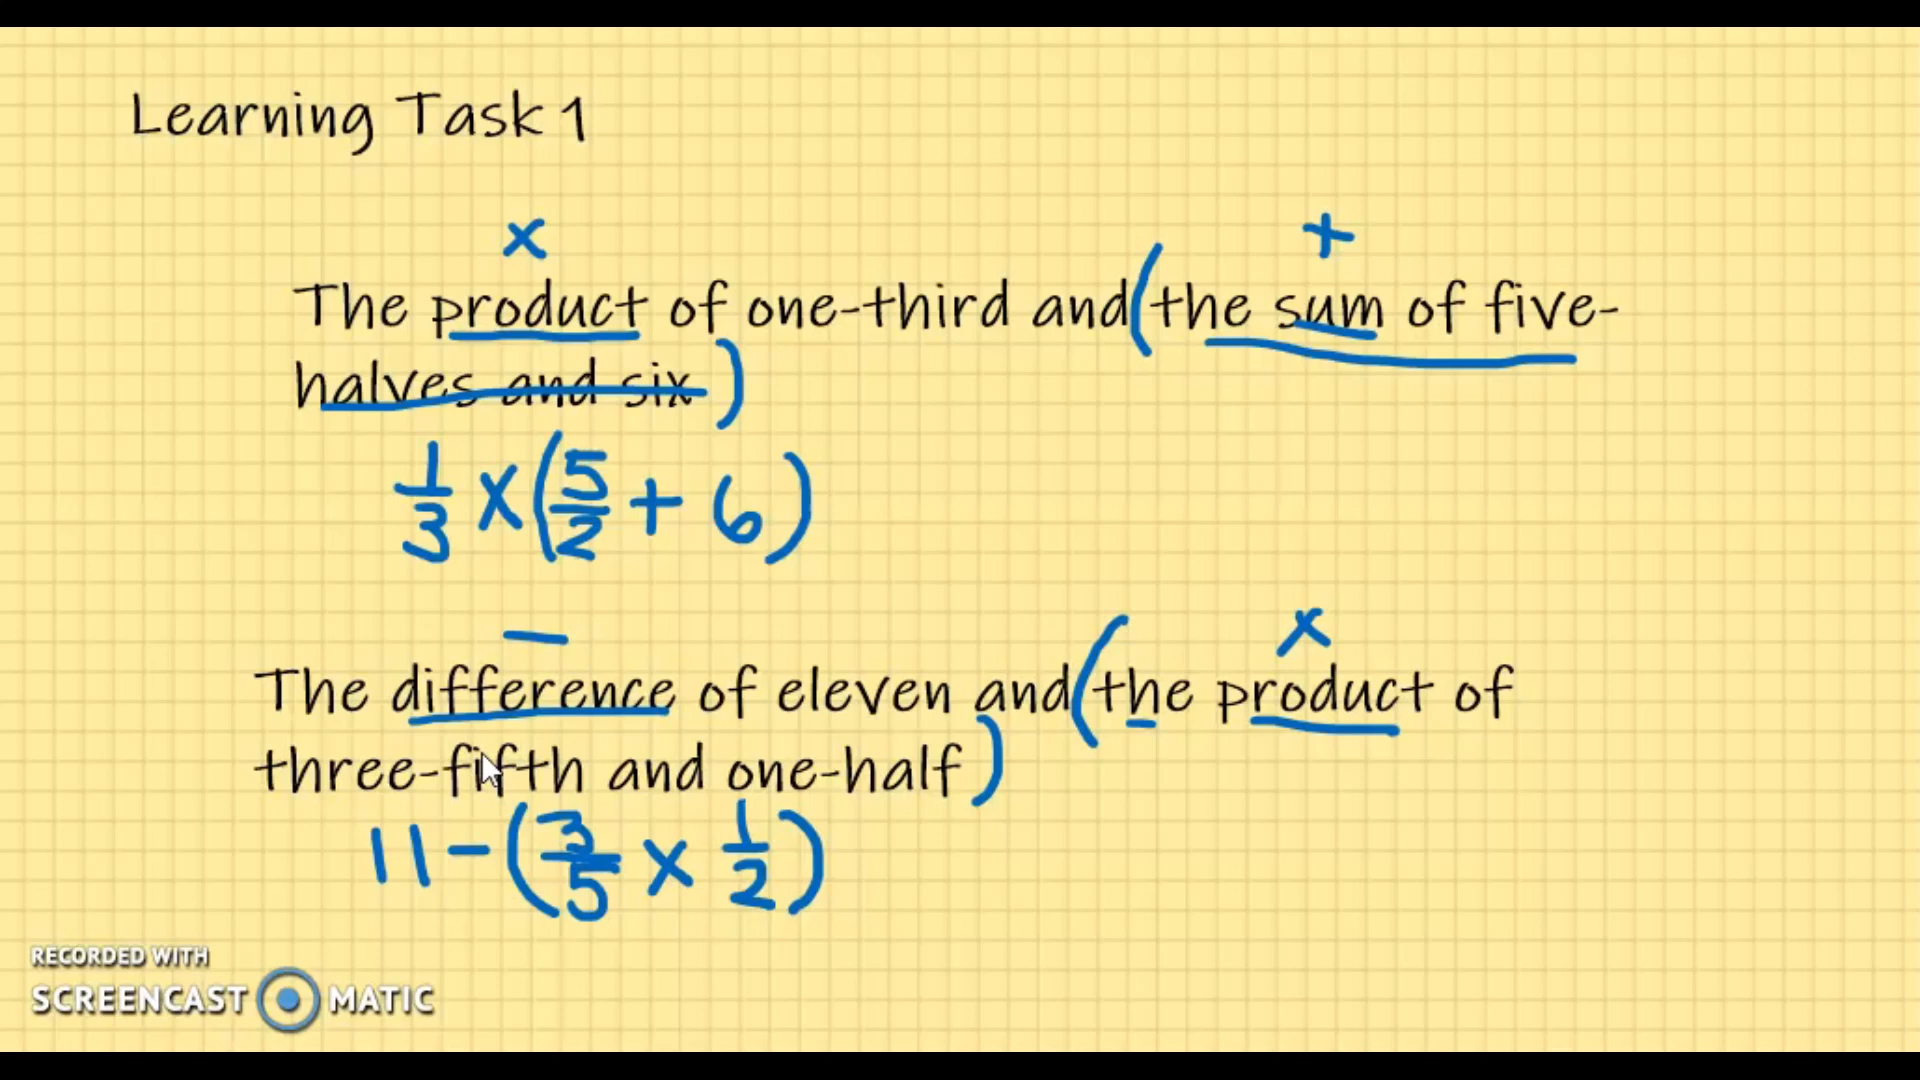 Learning Task 1
x +
The product of one-third and(the sum of five-
halves and six)
1/3 x (5/2 + 6)
− x
The difference of eleven and(the product of
three-fifth and one-half)
11 − (3/5 x 1/2)
RECORDED WITH
SCREENCAST MATIC